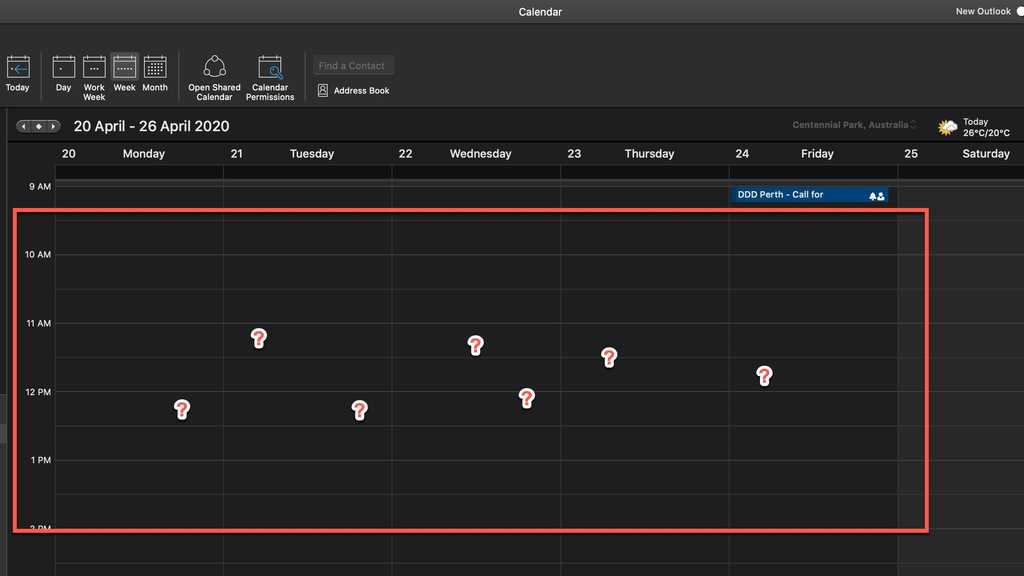 Calendar
New Outlook
Today
Day
Work Week
Week
Month
Open Shared Calendar
Calendar Permissions
Find a Contact
Address Book
20 April - 26 April 2020
Centennial Park, Australia
Today
26°C/20°C
20 Monday
21 Tuesday
22 Wednesday
23 Thursday
24 Friday
25 Saturday
9 AM
DDD Perth - Call for
10 AM
11 AM
? ? ? ?
12 PM
? ? ?
1 PM
2 PM